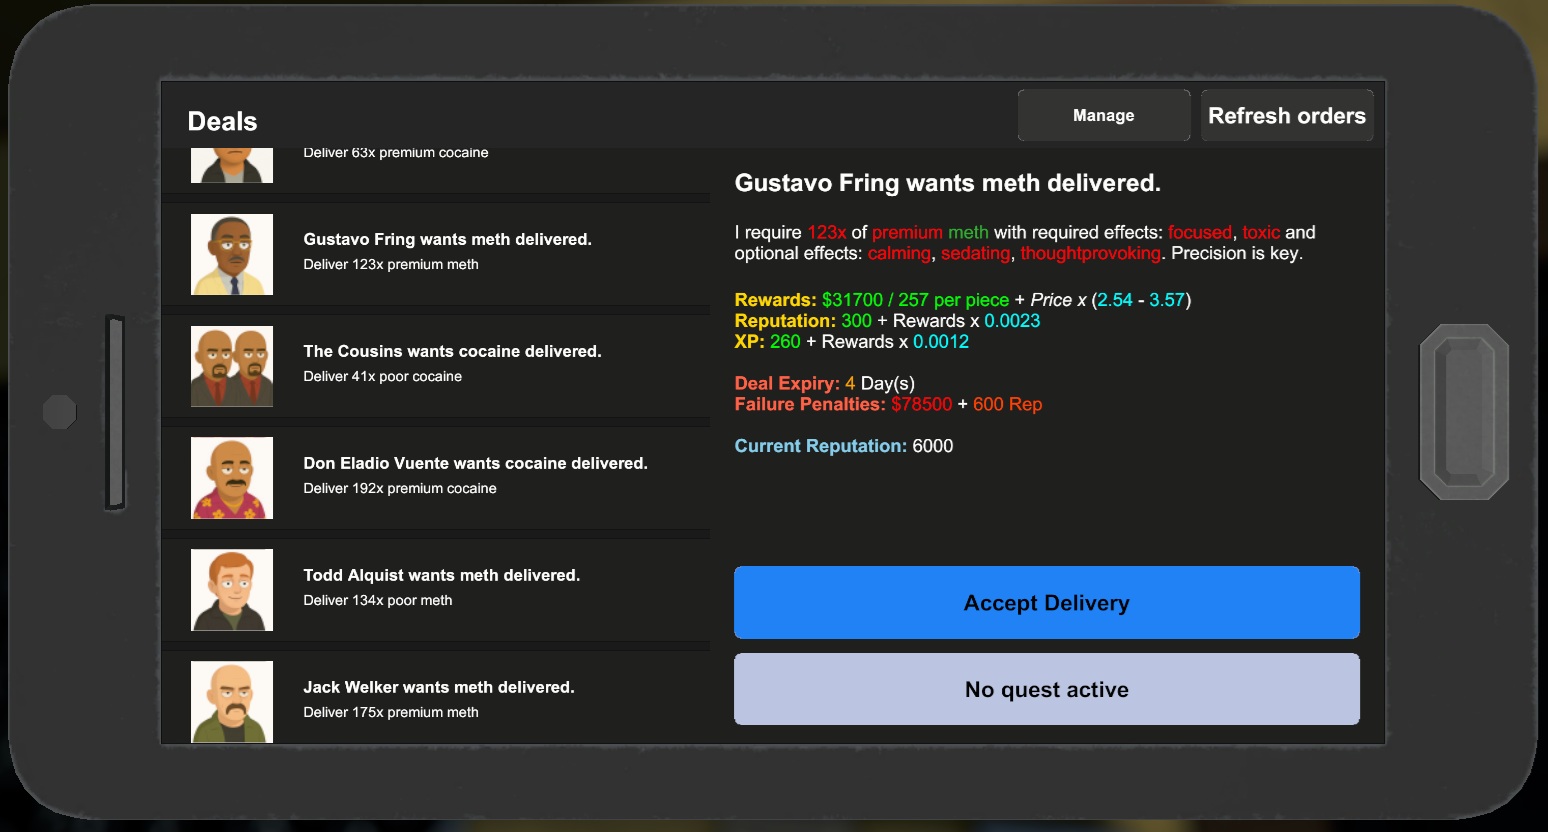 Deals
Manage
Refresh orders
Deliver 63x premium cocaine
Gustavo Fring wants meth delivered.
Deliver 123x premium meth
The Cousins wants cocaine delivered.
Deliver 41x poor cocaine
Don Eladio Vuente wants cocaine delivered.
Deliver 192x premium cocaine
Todd Alquist wants meth delivered.
Deliver 134x poor meth
Jack Welker wants meth delivered.
Deliver 175x premium meth
Gustavo Fring wants meth delivered.
I require 123x of premium meth with required effects: focused, toxic and
optional effects: calming, sedating, thoughtprovoking. Precision is key.
Rewards: $31700 / 257 per piece + Price x (2.54 - 3.57)
Reputation: 300 + Rewards x 0.0023
XP: 260 + Rewards x 0.0012
Deal Expiry: 4 Day(s)
Failure Penalties: $78500 + 600 Rep
Current Reputation: 6000
Accept Delivery
No quest active